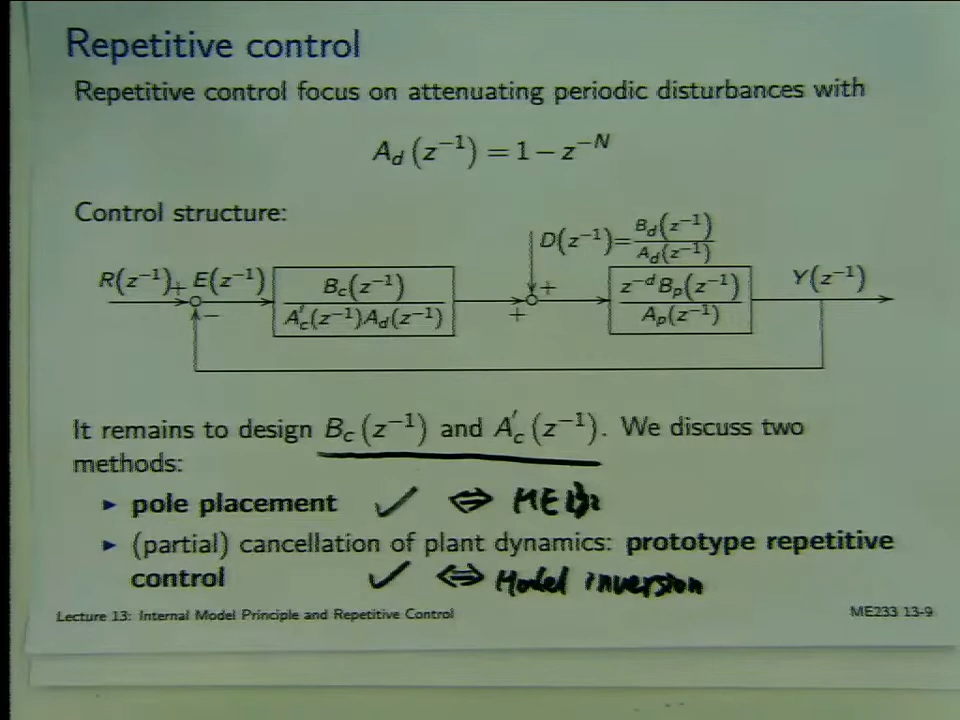 Repetitive control
Repetitive control focus on attenuating periodic disturbances with
A_d(z^{-1}) = 1 − z^{-N}
Control structure:
D(z^{-1}) = B_d(z^{-1}) / A_d(z^{-1})
R(z^{-1}) + E(z^{-1}) B_c(z^{-1}) / A'_c(z^{-1})A_d(z^{-1}) + z^{-d}B_p(z^{-1}) / A_p(z^{-1}) Y(z^{-1})
− +
It remains to design B_c(z^{-1}) and A'_c(z^{-1}). We discuss two
methods:
▶ pole placement ✓ ⇔
▶ (partial) cancellation of plant dynamics: prototype repetitive
control ✓ ⇔ Model inversion
Lecture 13: Internal Model Principle and Repetitive Control
ME233 13-9